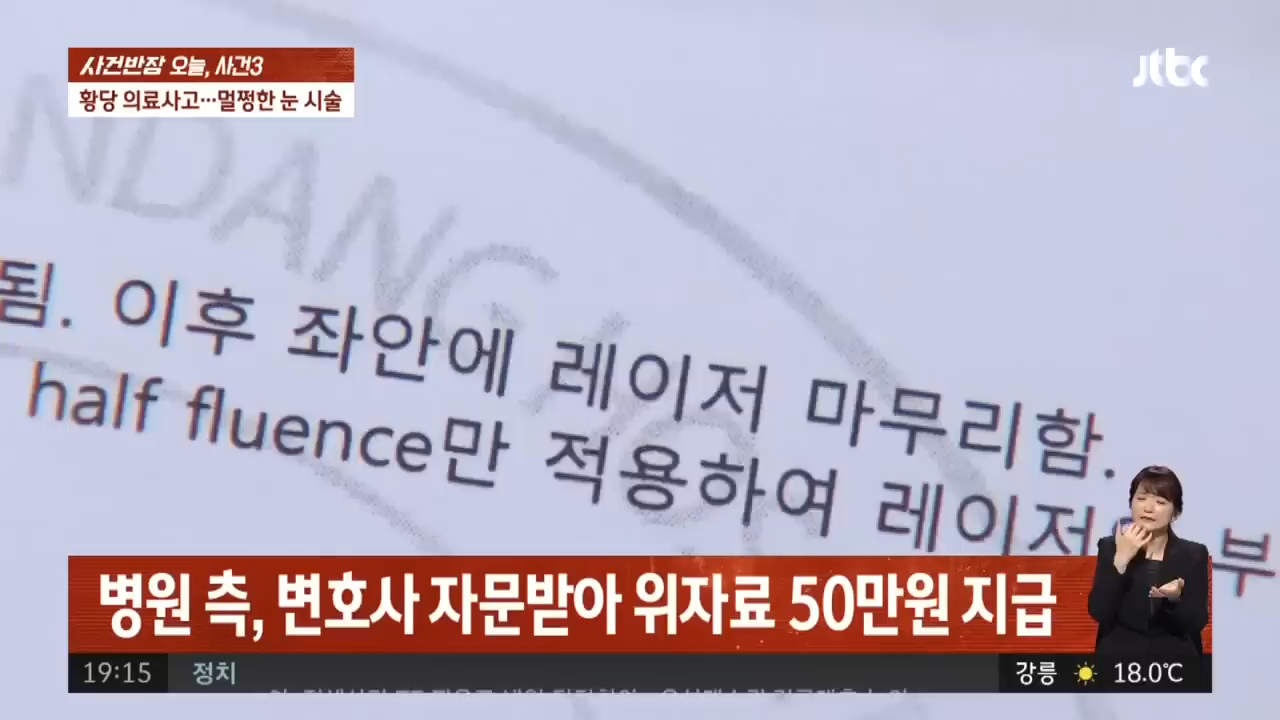 사건반장 오늘, 사건3
황당 의료사고…멀쩡한 눈 시술
jtbc
NDANG
됨. 이후 좌안에 레이저 마무리함.
half fluence만 적용하여 레이저 부
병원 측, 변호사 자문받아 위자료 50만원 지급
19:15 정치 강릉 18.0℃